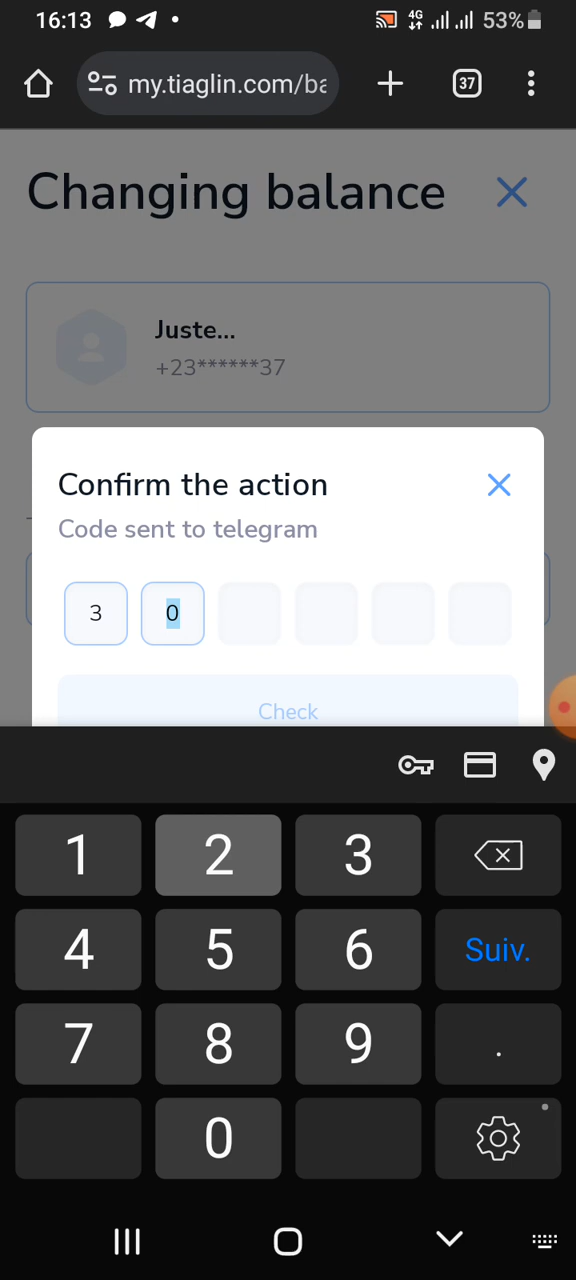 16:13
4G
53%
my.tiaglin.com/ba
37
Changing balance
Juste...
+23******37
Confirm the action
Code sent to telegram
3 0
Check
1 2 3
4 5 6 Suiv.
7 8 9 .
0